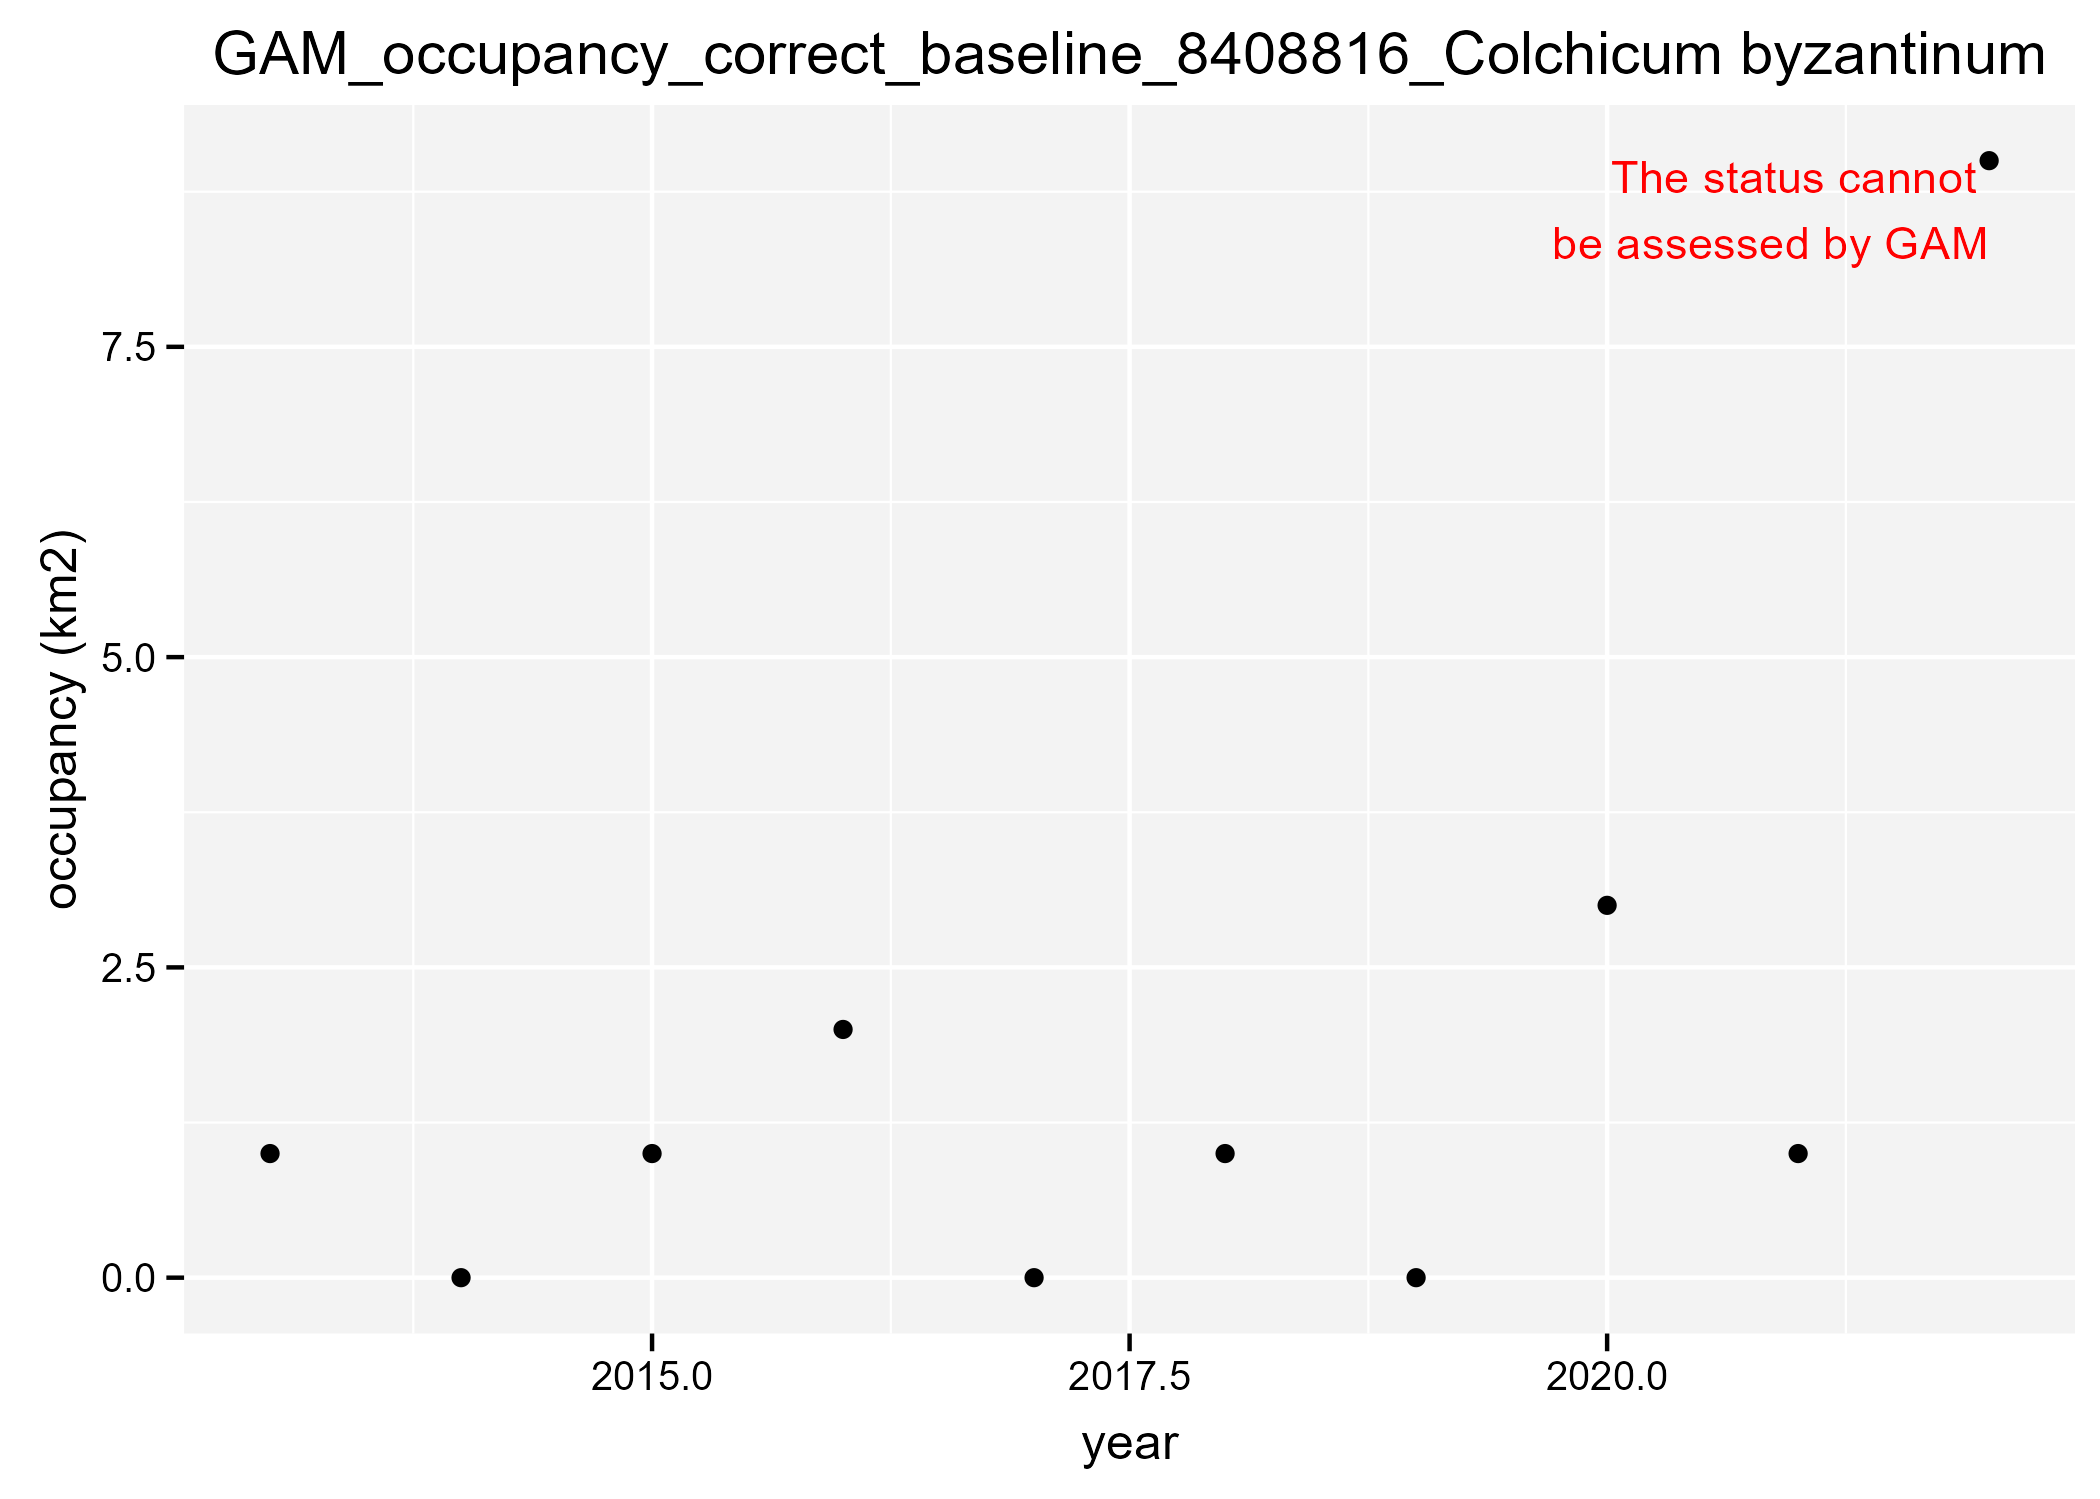 GAM_occupancy_correct_baseline_8408816_Colchicum byzantinum
The status cannot
be assessed by GAM
7.5
5.0
2.5
0.0
occupancy (km2)
2015.0
2017.5
2020.0
year